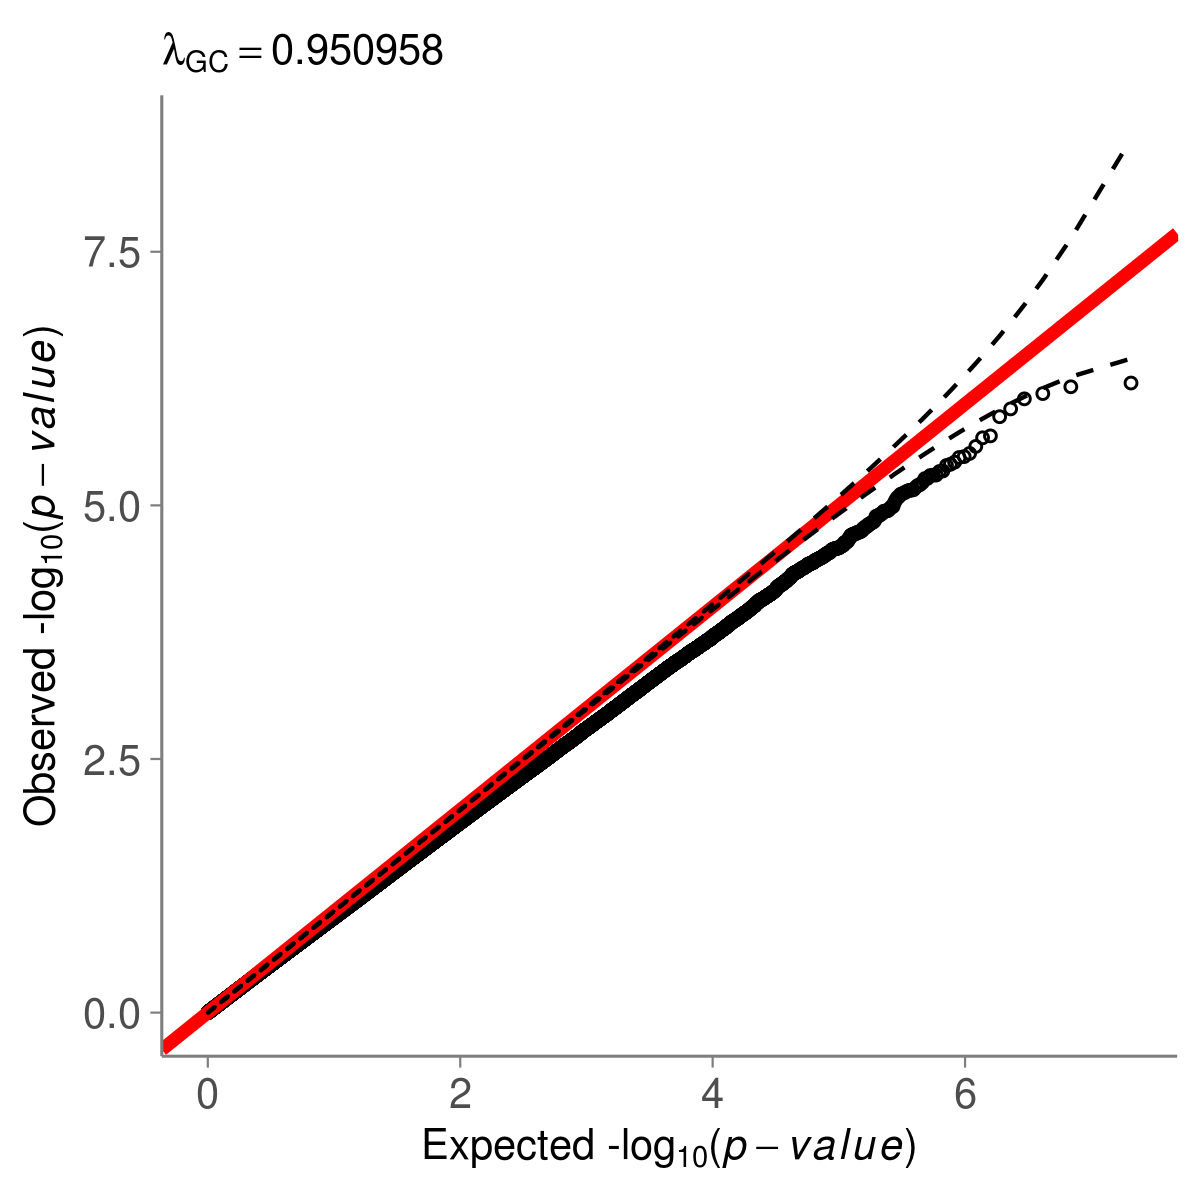 λGC = 0.950958
7.5
5.0
2.5
0.0
Observed -log10(p − value)
0 2 4 6
Expected -log10(p − value)